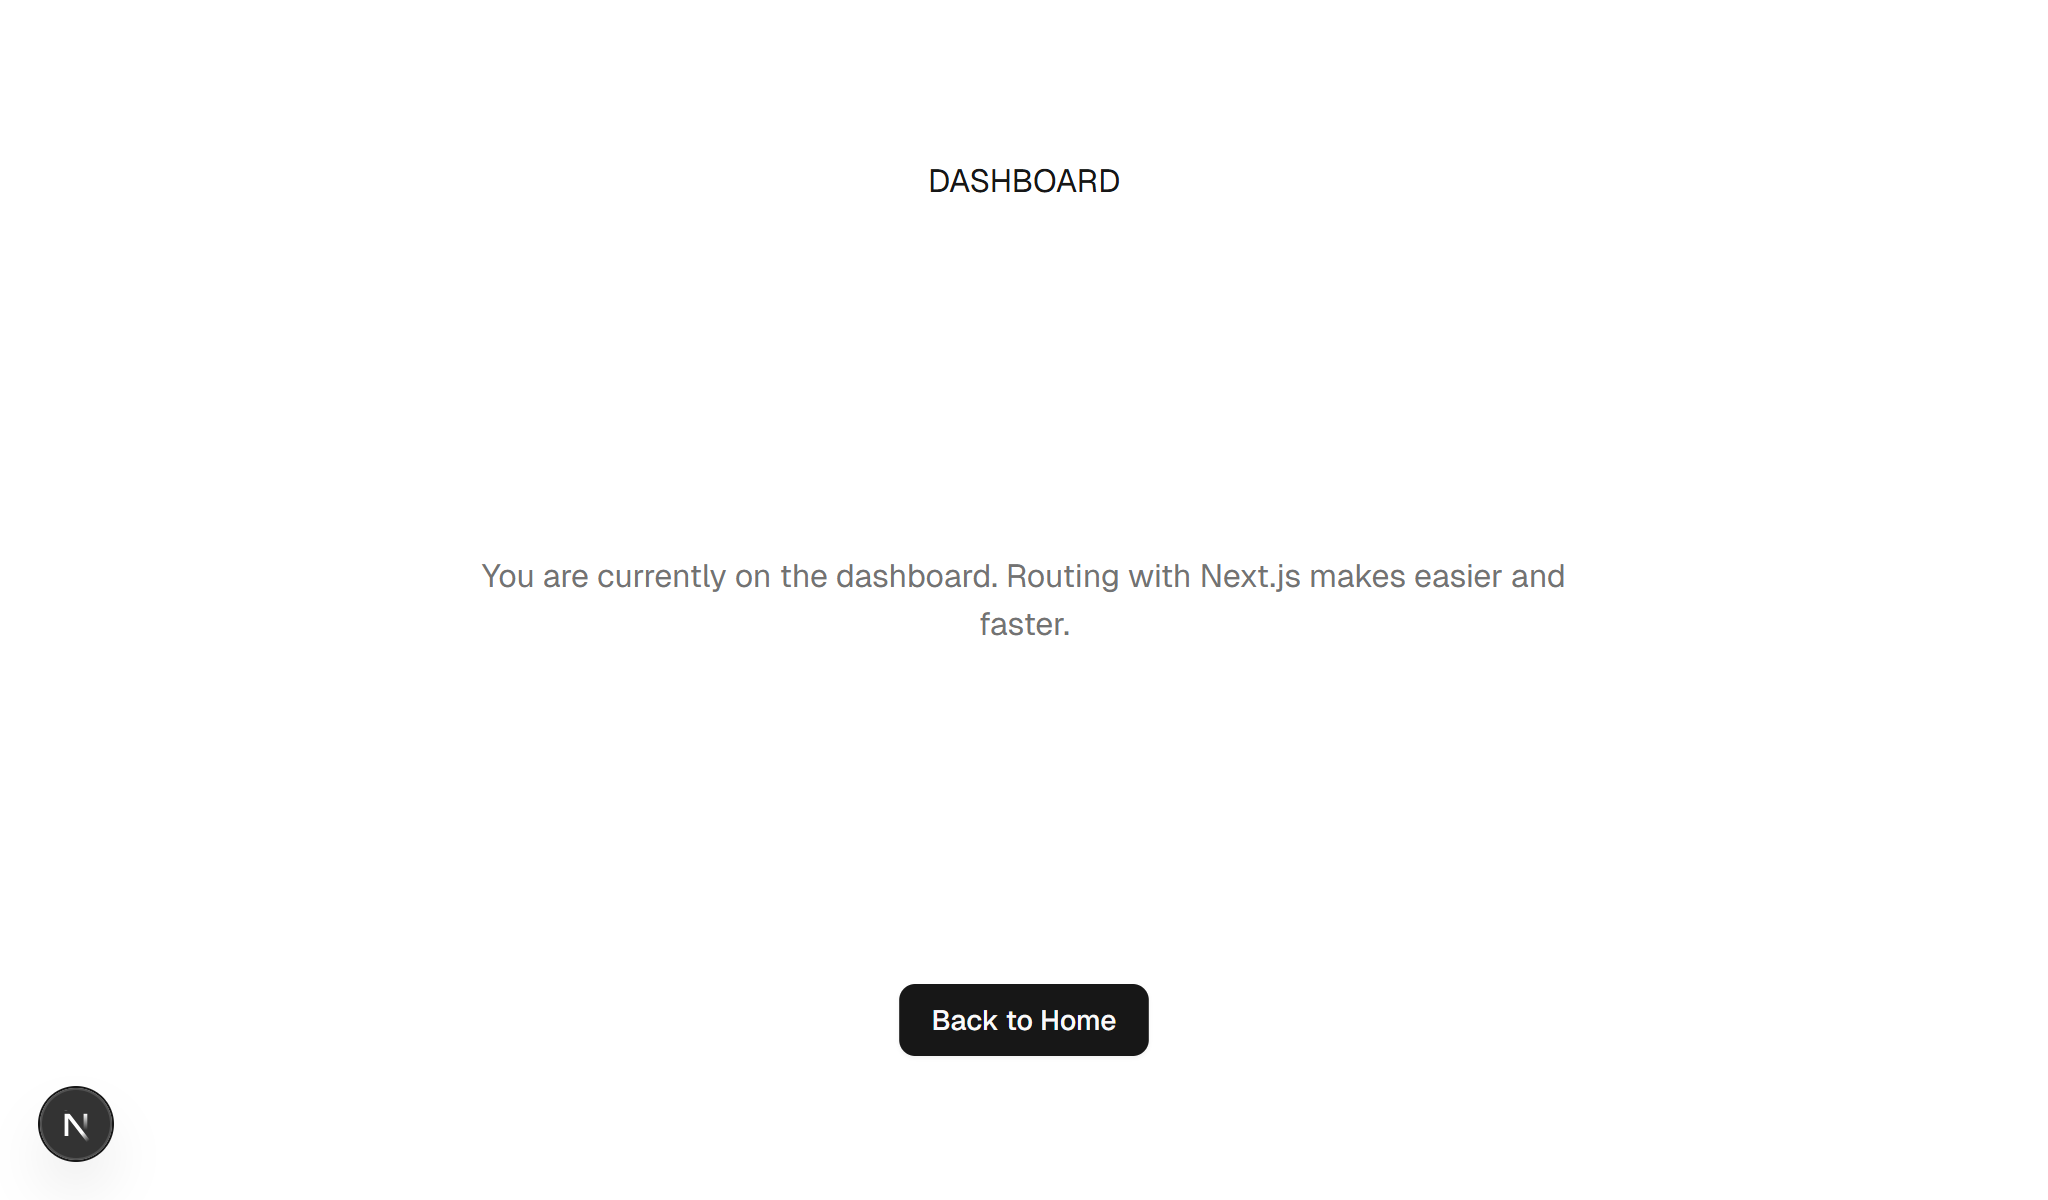 DASHBOARD
You are currently on the dashboard. Routing with Next.js makes easier and
faster.
Back to Home
N